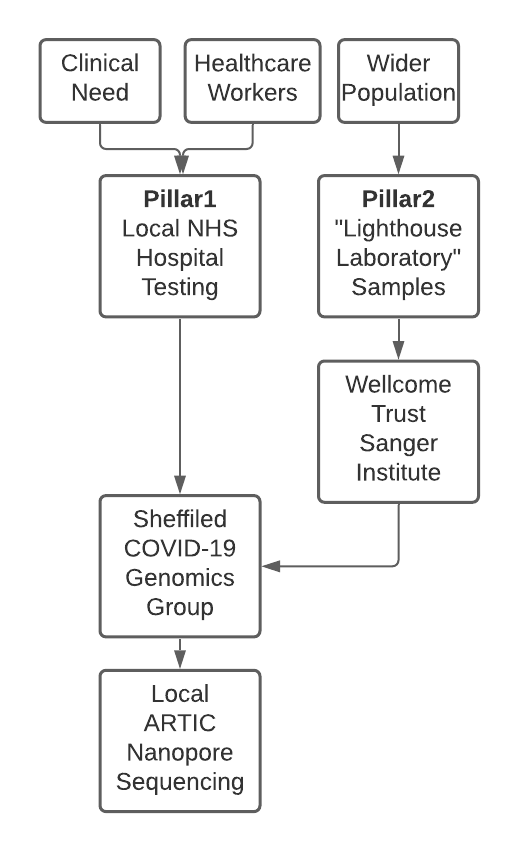 Clinical
Need
Healthcare
Workers
Wider
Population
Pillar1
Local NHS
Hospital
Testing
Pillar2
"Lighthouse
Laboratory"
Samples
Wellcome
Trust
Sanger
Institute
Sheffiled
COVID-19
Genomics
Group
Local
ARTIC
Nanopore
Sequencing